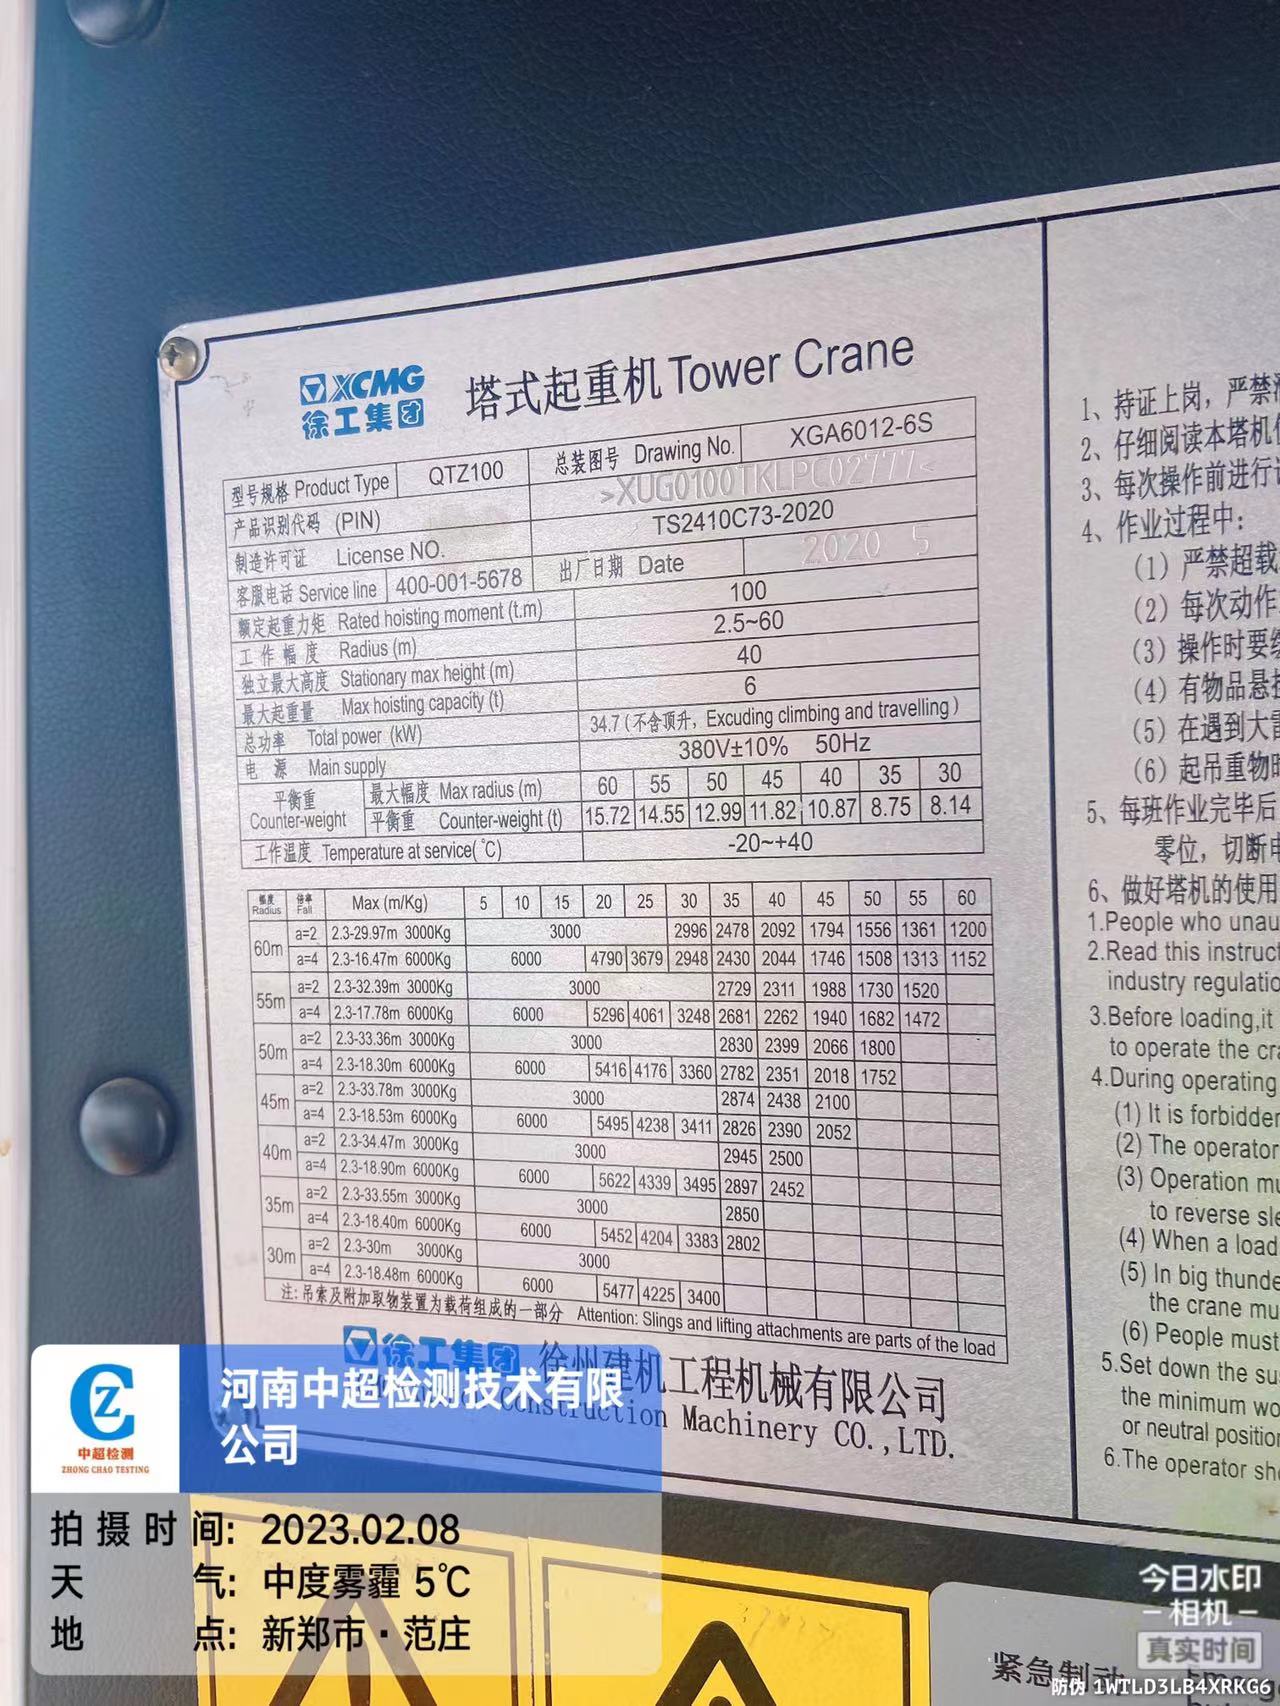 XCMG
徐工集团
塔式起重机 Tower Crane
型号规格 Product Type QTZ100 总装图号 Drawing No. XGA6012-6S
产品识别代码 (PIN) >XUG0100TKLPC02777<
制造许可证 License NO. TS2410C73-2020
客服电话 Service line 400-001-5678 出厂日期 Date 2020 5
额定起重力矩 Rated hoisting moment (t.m) 100
工作幅度 Radius (m) 2.5~60
独立最大高度 Stationary max height (m) 40
最大起重量 Max hoisting capacity (t) 6
总功率 Total power (kW) 34.7(不含顶升, Excuding climbing and travelling)
电源 Main supply 380V±10% 50Hz
平衡重 Counter-weight
最大幅度 Max radius (m) 60 55 50 45 40 35 30
平衡重 Counter-weight (t) 15.72 14.55 12.99 11.82 10.87 8.75 8.14
工作温度 Temperature at service(℃) -20~+40
幅度 Radius 倍率 Fall Max (m/Kg) 5 10 15 20 25 30 35 40 45 50 55 60
60m a=2 2.3-29.97m 3000Kg 3000 2996 2478 2092 1794 1556 1361 1200
a=4 2.3-16.47m 6000Kg 6000 4790 3679 2948 2430 2044 1746 1508 1313 1152
55m a=2 2.3-32.39m 3000Kg 3000 2729 2311 1988 1730 1520
a=4 2.3-17.78m 6000Kg 6000 5296 4061 3248 2681 2262 1940 1682 1472
50m a=2 2.3-33.36m 3000Kg 3000 2830 2399 2066 1800
a=4 2.3-18.30m 6000Kg 6000 5416 4176 3360 2782 2351 2018 1752
45m a=2 2.3-33.78m 3000Kg 3000 2874 2438 2100
a=4 2.3-18.53m 6000Kg 6000 5495 4238 3411 2826 2390 2052
40m a=2 2.3-34.47m 3000Kg 3000 2945 2500
a=4 2.3-18.90m 6000Kg 6000 5622 4339 3495 2897 2452
35m a=2 2.3-33.55m 3000Kg 3000 2850
a=4 2.3-18.40m 6000Kg 6000 5452 4204 3383 2802
30m a=2 2.3-30m 3000Kg 3000
a=4 2.3-18.48m 6000Kg 6000 5477 4225 3400
注:吊索及附加取物装置为载荷组成的一部分 Attention: Slings and lifting attachments are parts of the load
徐工集团 徐州建机工程机械有限公司
Construction Machinery CO.,LTD.
1、持证上岗，严禁
2、仔细阅读本塔机
3、每次操作前进行
4、作业过程中：
(1) 严禁超载
(2) 每次动作
(3) 操作时要
(4) 有物品悬
(5) 在遇到大
(6) 起吊重物
5、每班作业完毕后
零位，切断
6、做好塔机的使用
1.People who
2.Read this
industry
3.Before loading,it
to operate the
4.During operating
(1) It is forbidden
(2) The operator
(3) Operation
to reverse
(4) When a load
(5) In big
the crane
(6) People must
5.Set down the
the minimum
or neutral
6.The operator
CZ
中超检测
ZHONG CHAO TESTING
河南中超检测技术有限
公司
拍摄时间: 2023.02.08
天气: 中度雾霾 5℃
地点: 新郑市·范庄
紧急制动
今日水印
-相机-
真实时间
防伪 1WTLD3LB4XRKG6